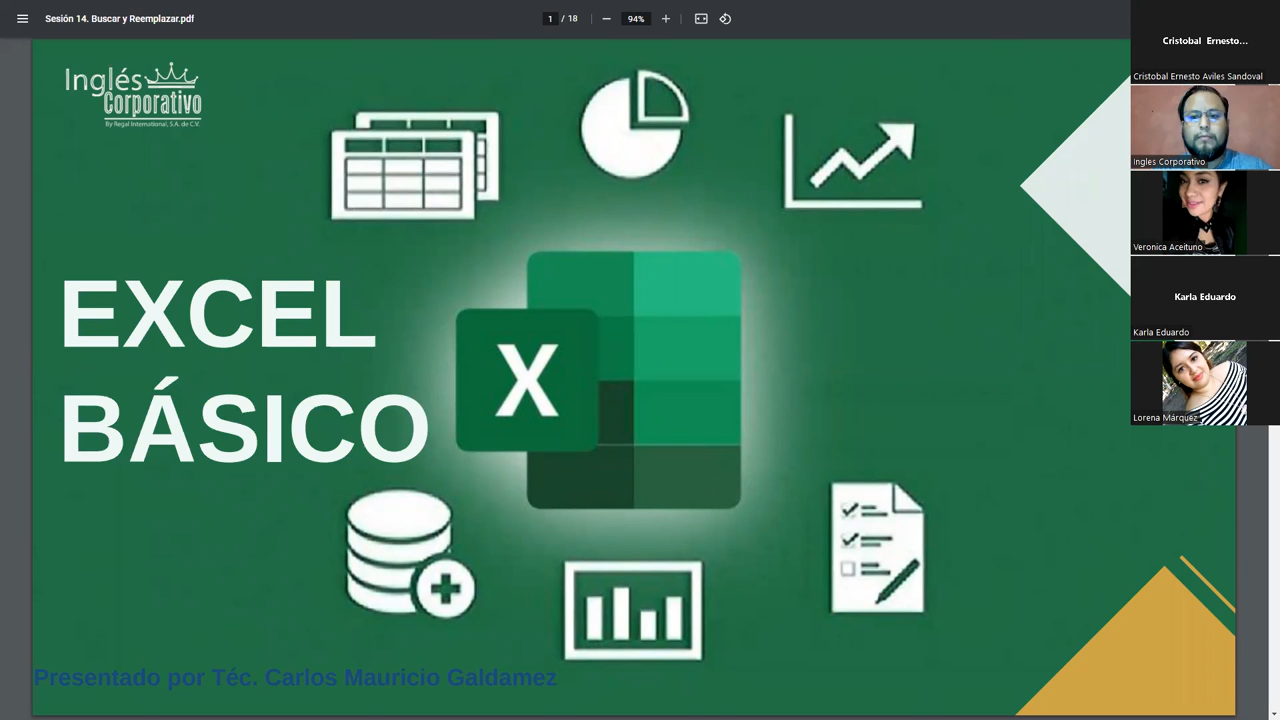 Sesión 14. Buscar y Reemplazar.pdf
1 / 18
94%
Inglés
Corporativo
By Regal International, S.A. de C.V.
EXCEL
BÁSICO
X
Presentado por Téc. Carlos Mauricio Galdamez
Cristobal Ernesto...
Cristobal Ernesto Aviles Sandoval
Ingles Corporativo
Veronica Aceituno
Karla Eduardo
Karla Eduardo
Lorena Márquez